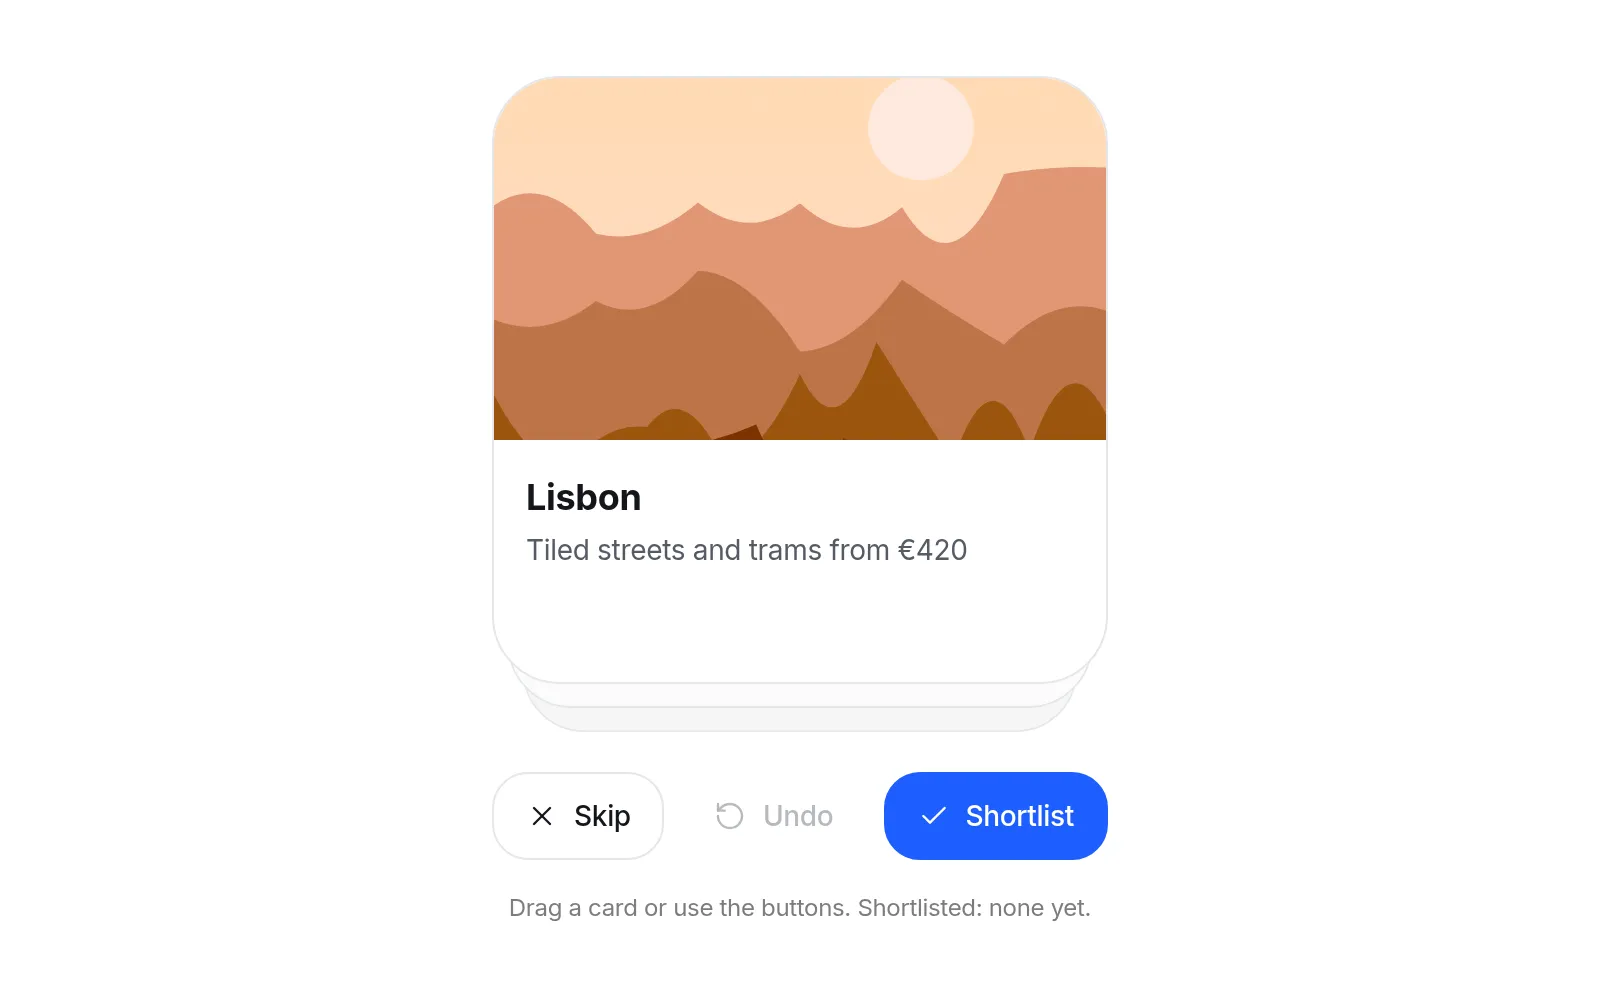 Lisbon
Tiled streets and trams from €420
Skip
Undo
Shortlist
Drag a card or use the buttons. Shortlisted: none yet.